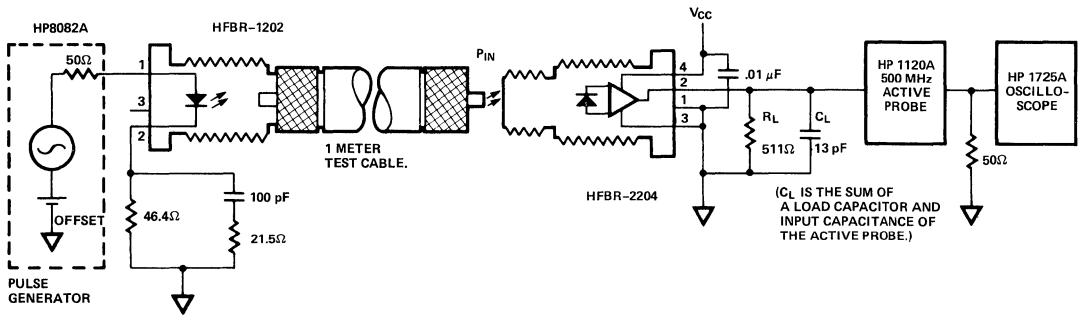 HP8082A
50Ω
OFFSET
PULSE
GENERATOR
HFBR–1202
1
3
2
46.4Ω
100 pF
21.5Ω
1 METER
TEST CABLE.
PIN
HFBR–2204
VCC
4
2
1
3
.01 μF
RL
511Ω
CL
13 pF
(CL IS THE SUM OF
A LOAD CAPACITOR AND
INPUT CAPACITANCE OF
THE ACTIVE PROBE.)
HP 1120A
500 MHz
ACTIVE
PROBE
50Ω
HP 1725A
OSCILLO-
SCOPE